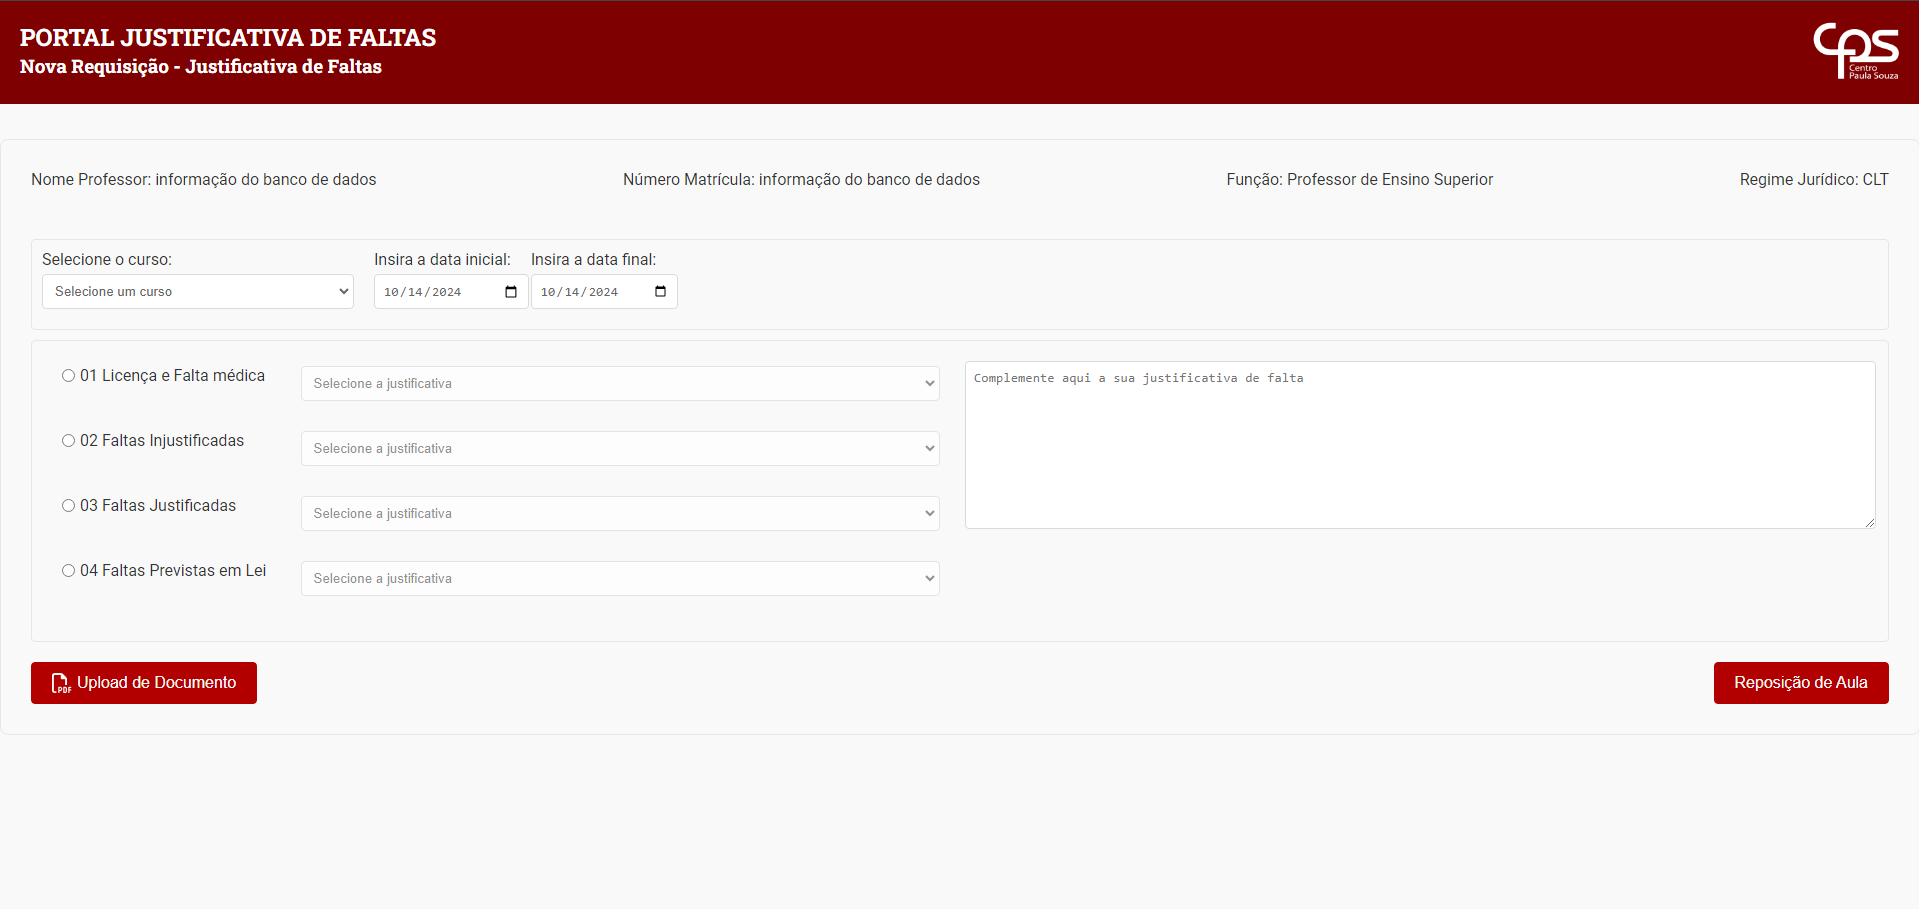 PORTAL JUSTIFICATIVA DE FALTAS
Nova Requisição - Justificativa de Faltas
CPS
Centro
Paula Souza
Nome Professor: informação do banco de dados
Número Matrícula: informação do banco de dados
Função: Professor de Ensino Superior
Regime Jurídico: CLT
Selecione o curso:
Insira a data inicial:
Insira a data final:
Selecione um curso
10/14/2024
10/14/2024
01 Licença e Falta médica
Selecione a justificativa
Complemente aqui a sua justificativa de falta
02 Faltas Injustificadas
Selecione a justificativa
03 Faltas Justificadas
Selecione a justificativa
04 Faltas Previstas em Lei
Selecione a justificativa
PDF
Upload de Documento
Reposição de Aula